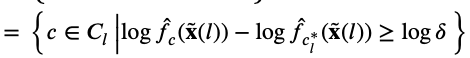 = { c ∈ C_l | log f̂_c(x̃(l)) − log f̂_{c_l^*}(x̃(l)) ≥ log δ }